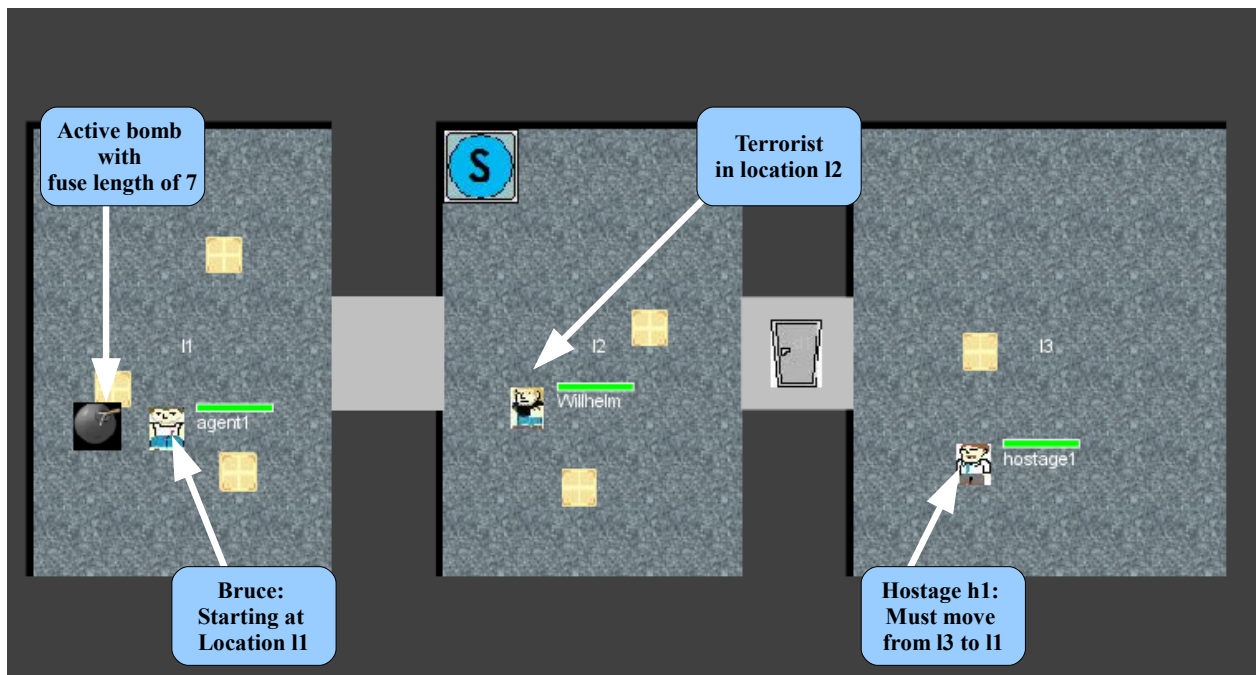 Active bomb
with
fuse length of 7
Terrorist
in location l2
S
l1
l2
l3
agent1
Willhelm
hostage1
Bruce:
Starting at
Location l1
Hostage h1:
Must move
from l3 to l1